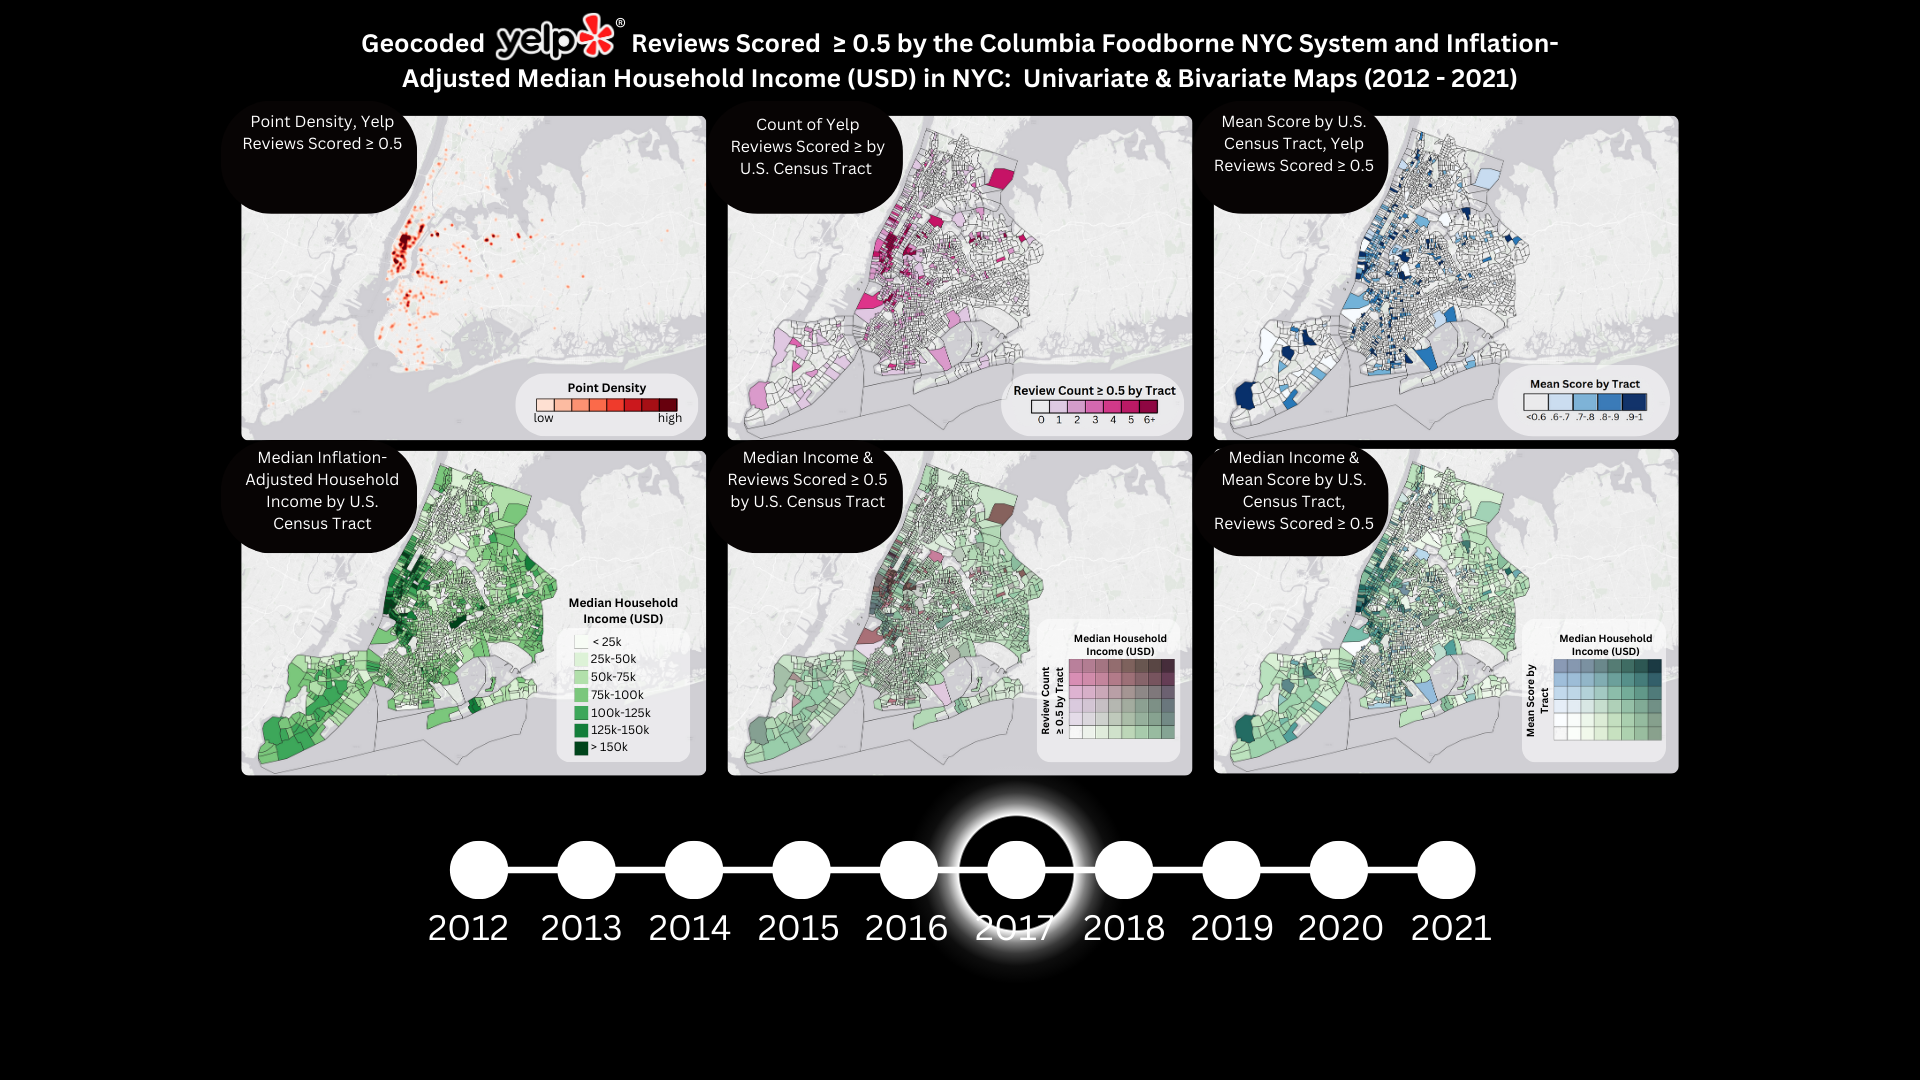 Geocoded yelp® Reviews Scored ≥ 0.5 by the Columbia Foodborne NYC System and Inflation-
Adjusted Median Household Income (USD) in NYC: Univariate & Bivariate Maps (2012 - 2021)
Point Density, Yelp
Reviews Scored ≥ 0.5
Point Density
low high
Count of Yelp
Reviews Scored ≥ by
U.S. Census Tract
Review Count ≥ 0.5 by Tract
0 1 2 3 4 5 6+
Mean Score by U.S.
Census Tract, Yelp
Reviews Scored ≥ 0.5
Mean Score by Tract
<0.6 .6-.7 .7-.8 .8-.9 .9-1
Median Inflation-
Adjusted Household
Income by U.S.
Census Tract
Median Household
Income (USD)
< 25k
25k-50k
50k-75k
75k-100k
100k-125k
125k-150k
> 150k
Median Income &
Reviews Scored ≥ 0.5
by U.S. Census Tract
Median Household
Income (USD)
Review Count
≥ 0.5 by Tract
Median Income &
Mean Score by U.S.
Census Tract,
Reviews Scored ≥ 0.5
Median Household
Income (USD)
Mean Score by
Tract
2012 2013 2014 2015 2016 2017 2018 2019 2020 2021